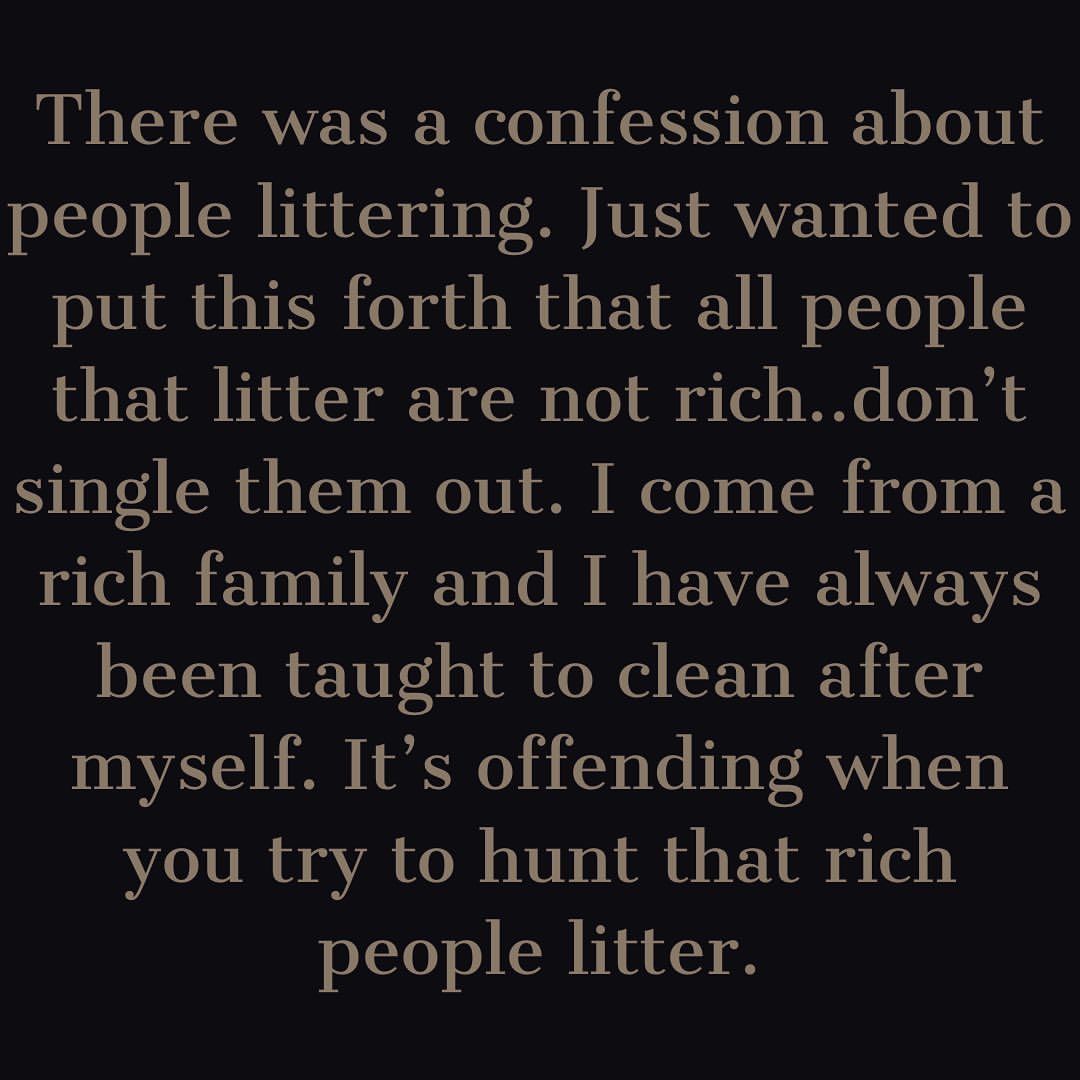 There was a confession about
people littering. Just wanted to
put this forth that all people
that litter are not rich..don’t
single them out. I come from a
rich family and I have always
been taught to clean after
myself. It’s offending when
you try to hunt that rich
people litter.